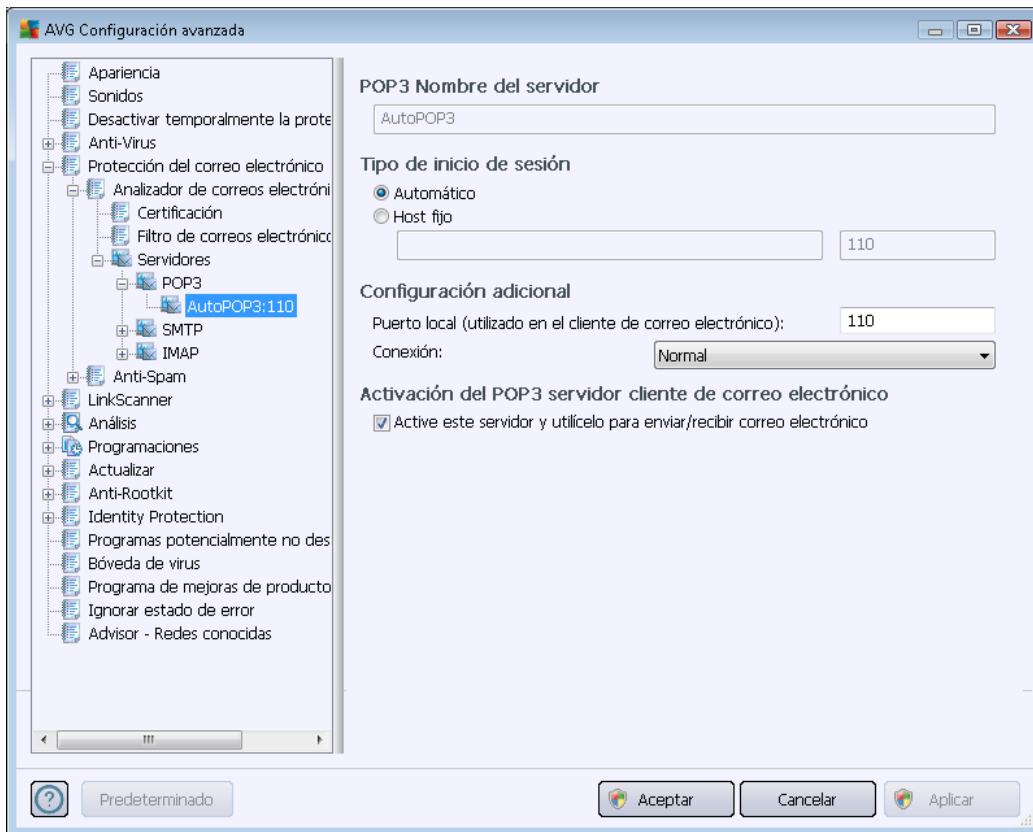 AVG Configuración avanzada
Apariencia
Sonidos
Desactivar temporalmente la prote
Anti-Virus
Protección del correo electrónico
Analizador de correos electróni
Certificación
Filtro de correos electrónico
Servidores
POP3
AutoPOP3:110
SMTP
IMAP
Anti-Spam
LinkScanner
Análisis
Programaciones
Actualizar
Anti-Rootkit
Identity Protection
Programas potencialmente no des
Bóveda de virus
Programa de mejoras de producto
Ignorar estado de error
Advisor - Redes conocidas
POP3 Nombre del servidor
AutoPOP3
Tipo de inicio de sesión
Automático
Host fijo
110
Configuración adicional
Puerto local (utilizado en el cliente de correo electrónico): 110
Conexión: Normal
Activación del POP3 servidor cliente de correo electrónico
Active este servidor y utilícelo para enviar/recibir correo electrónico
Predeterminado
Aceptar
Cancelar
Aplicar